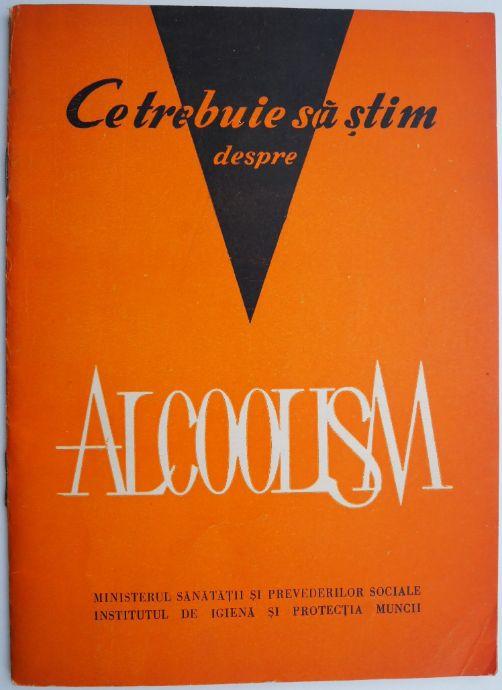 Ce trebuie să știm
despre
ALCOOLISM
MINISTERUL SĂNĂTĂȚII ȘI PREVEDERILOR SOCIALE
INSTITUTUL DE IGIENĂ ȘI PROTECȚIA MUNCII